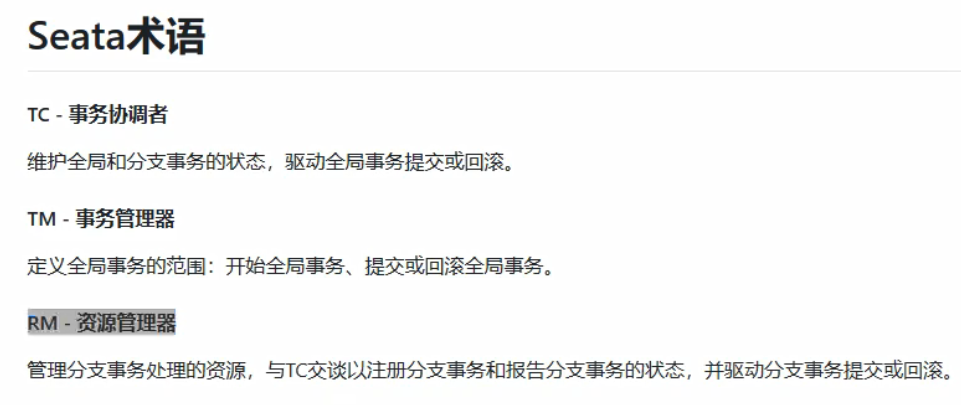 Seata术语
TC - 事务协调者
维护全局和分支事务的状态，驱动全局事务提交或回滚。
TM - 事务管理器
定义全局事务的范围：开始全局事务、提交或回滚全局事务。
RM - 资源管理器
管理分支事务处理的资源，与TC交谈以注册分支事务和报告分支事务的状态，并驱动分支事务提交或回滚。